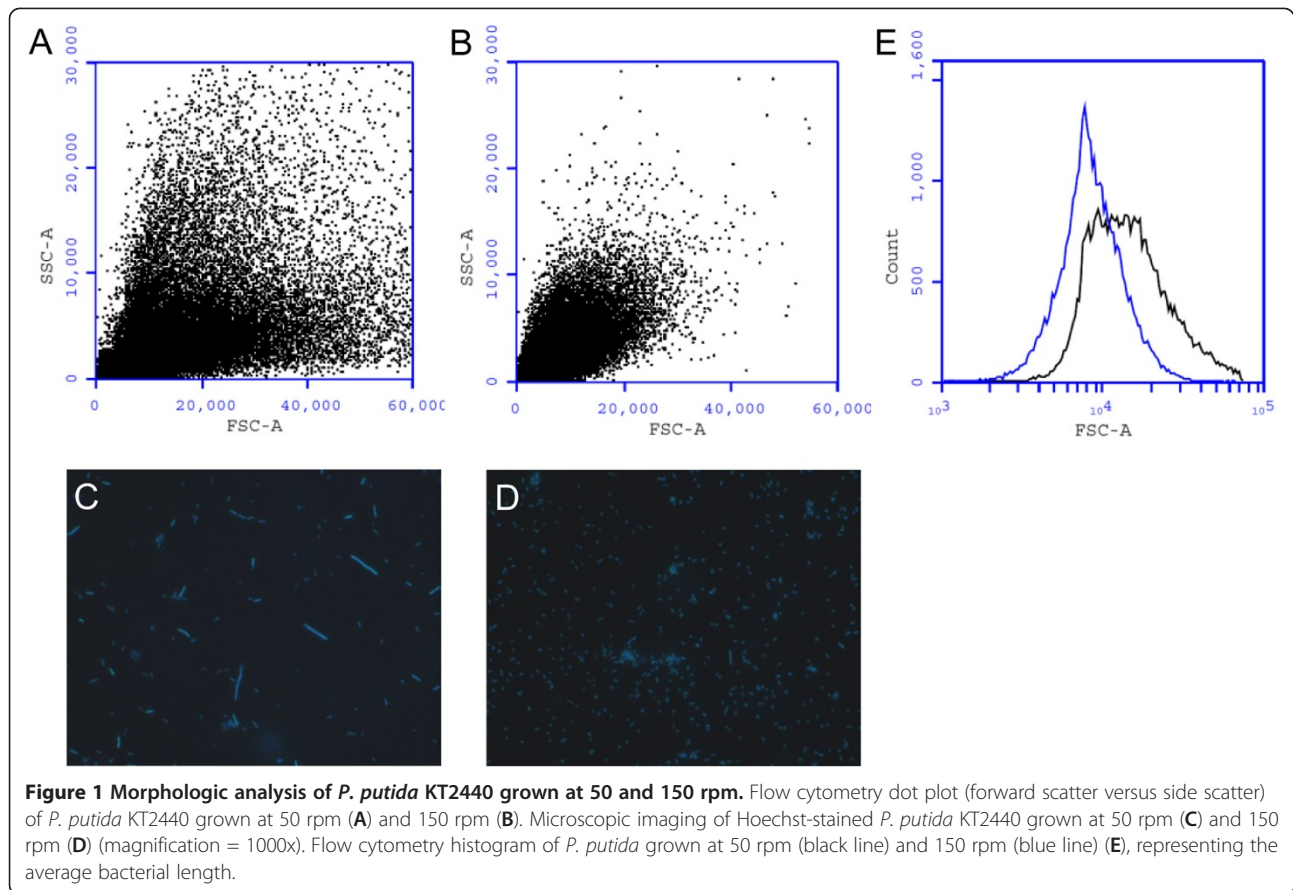 A
30,000
20,000
10,000
0
SSC-A
0 20,000 40,000 60,000
FSC-A
B
30,000
20,000
10,000
0
SSC-A
0 20,000 40,000 60,000
FSC-A
E
1,600
1,000
500
0
Count
10³ 10⁴ 10⁵
FSC-A
C
D
Figure 1 Morphologic analysis of P. putida KT2440 grown at 50 and 150 rpm. Flow cytometry dot plot (forward scatter versus side scatter)
of P. putida KT2440 grown at 50 rpm (A) and 150 rpm (B). Microscopic imaging of Hoechst-stained P. putida KT2440 grown at 50 rpm (C) and 150
rpm (D) (magnification = 1000x). Flow cytometry histogram of P. putida grown at 50 rpm (black line) and 150 rpm (blue line) (E), representing the
average bacterial length.